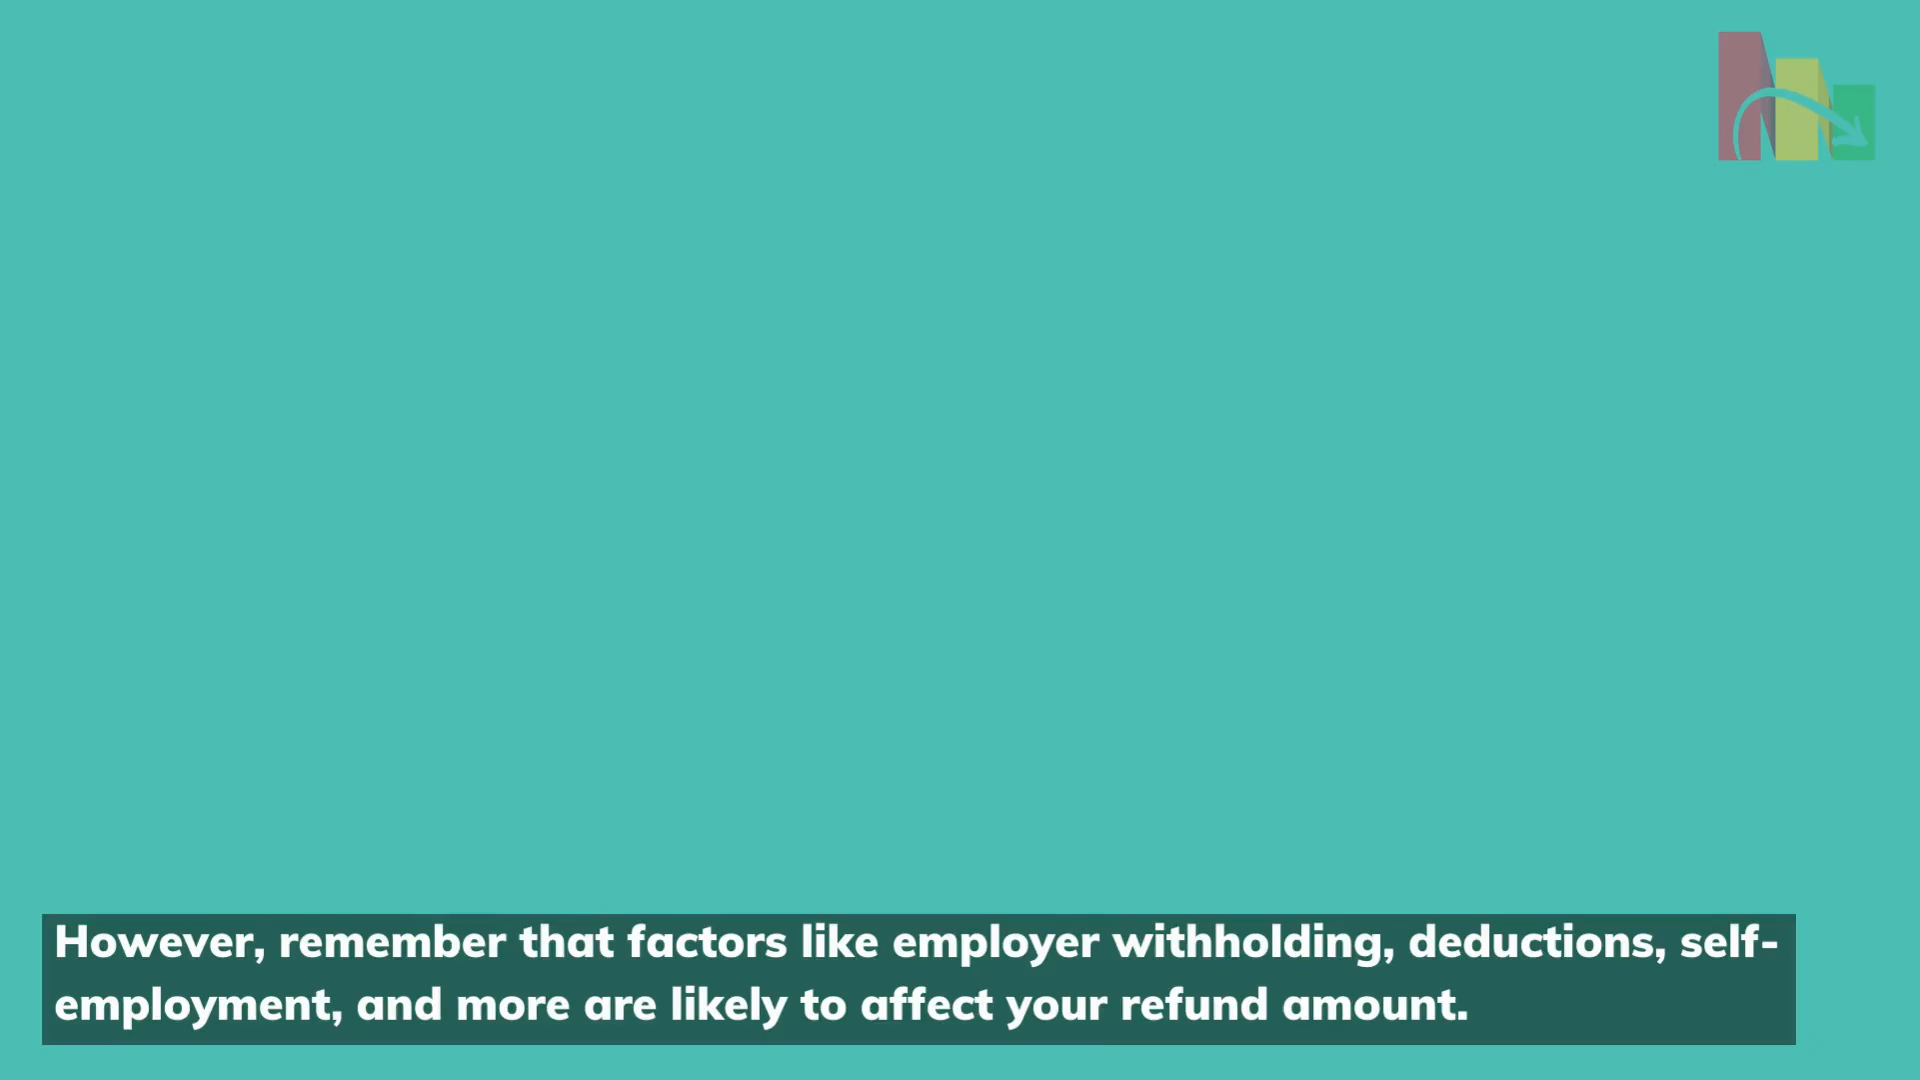 However, remember that factors like employer withholding, deductions, self-
employment, and more are likely to affect your refund amount.